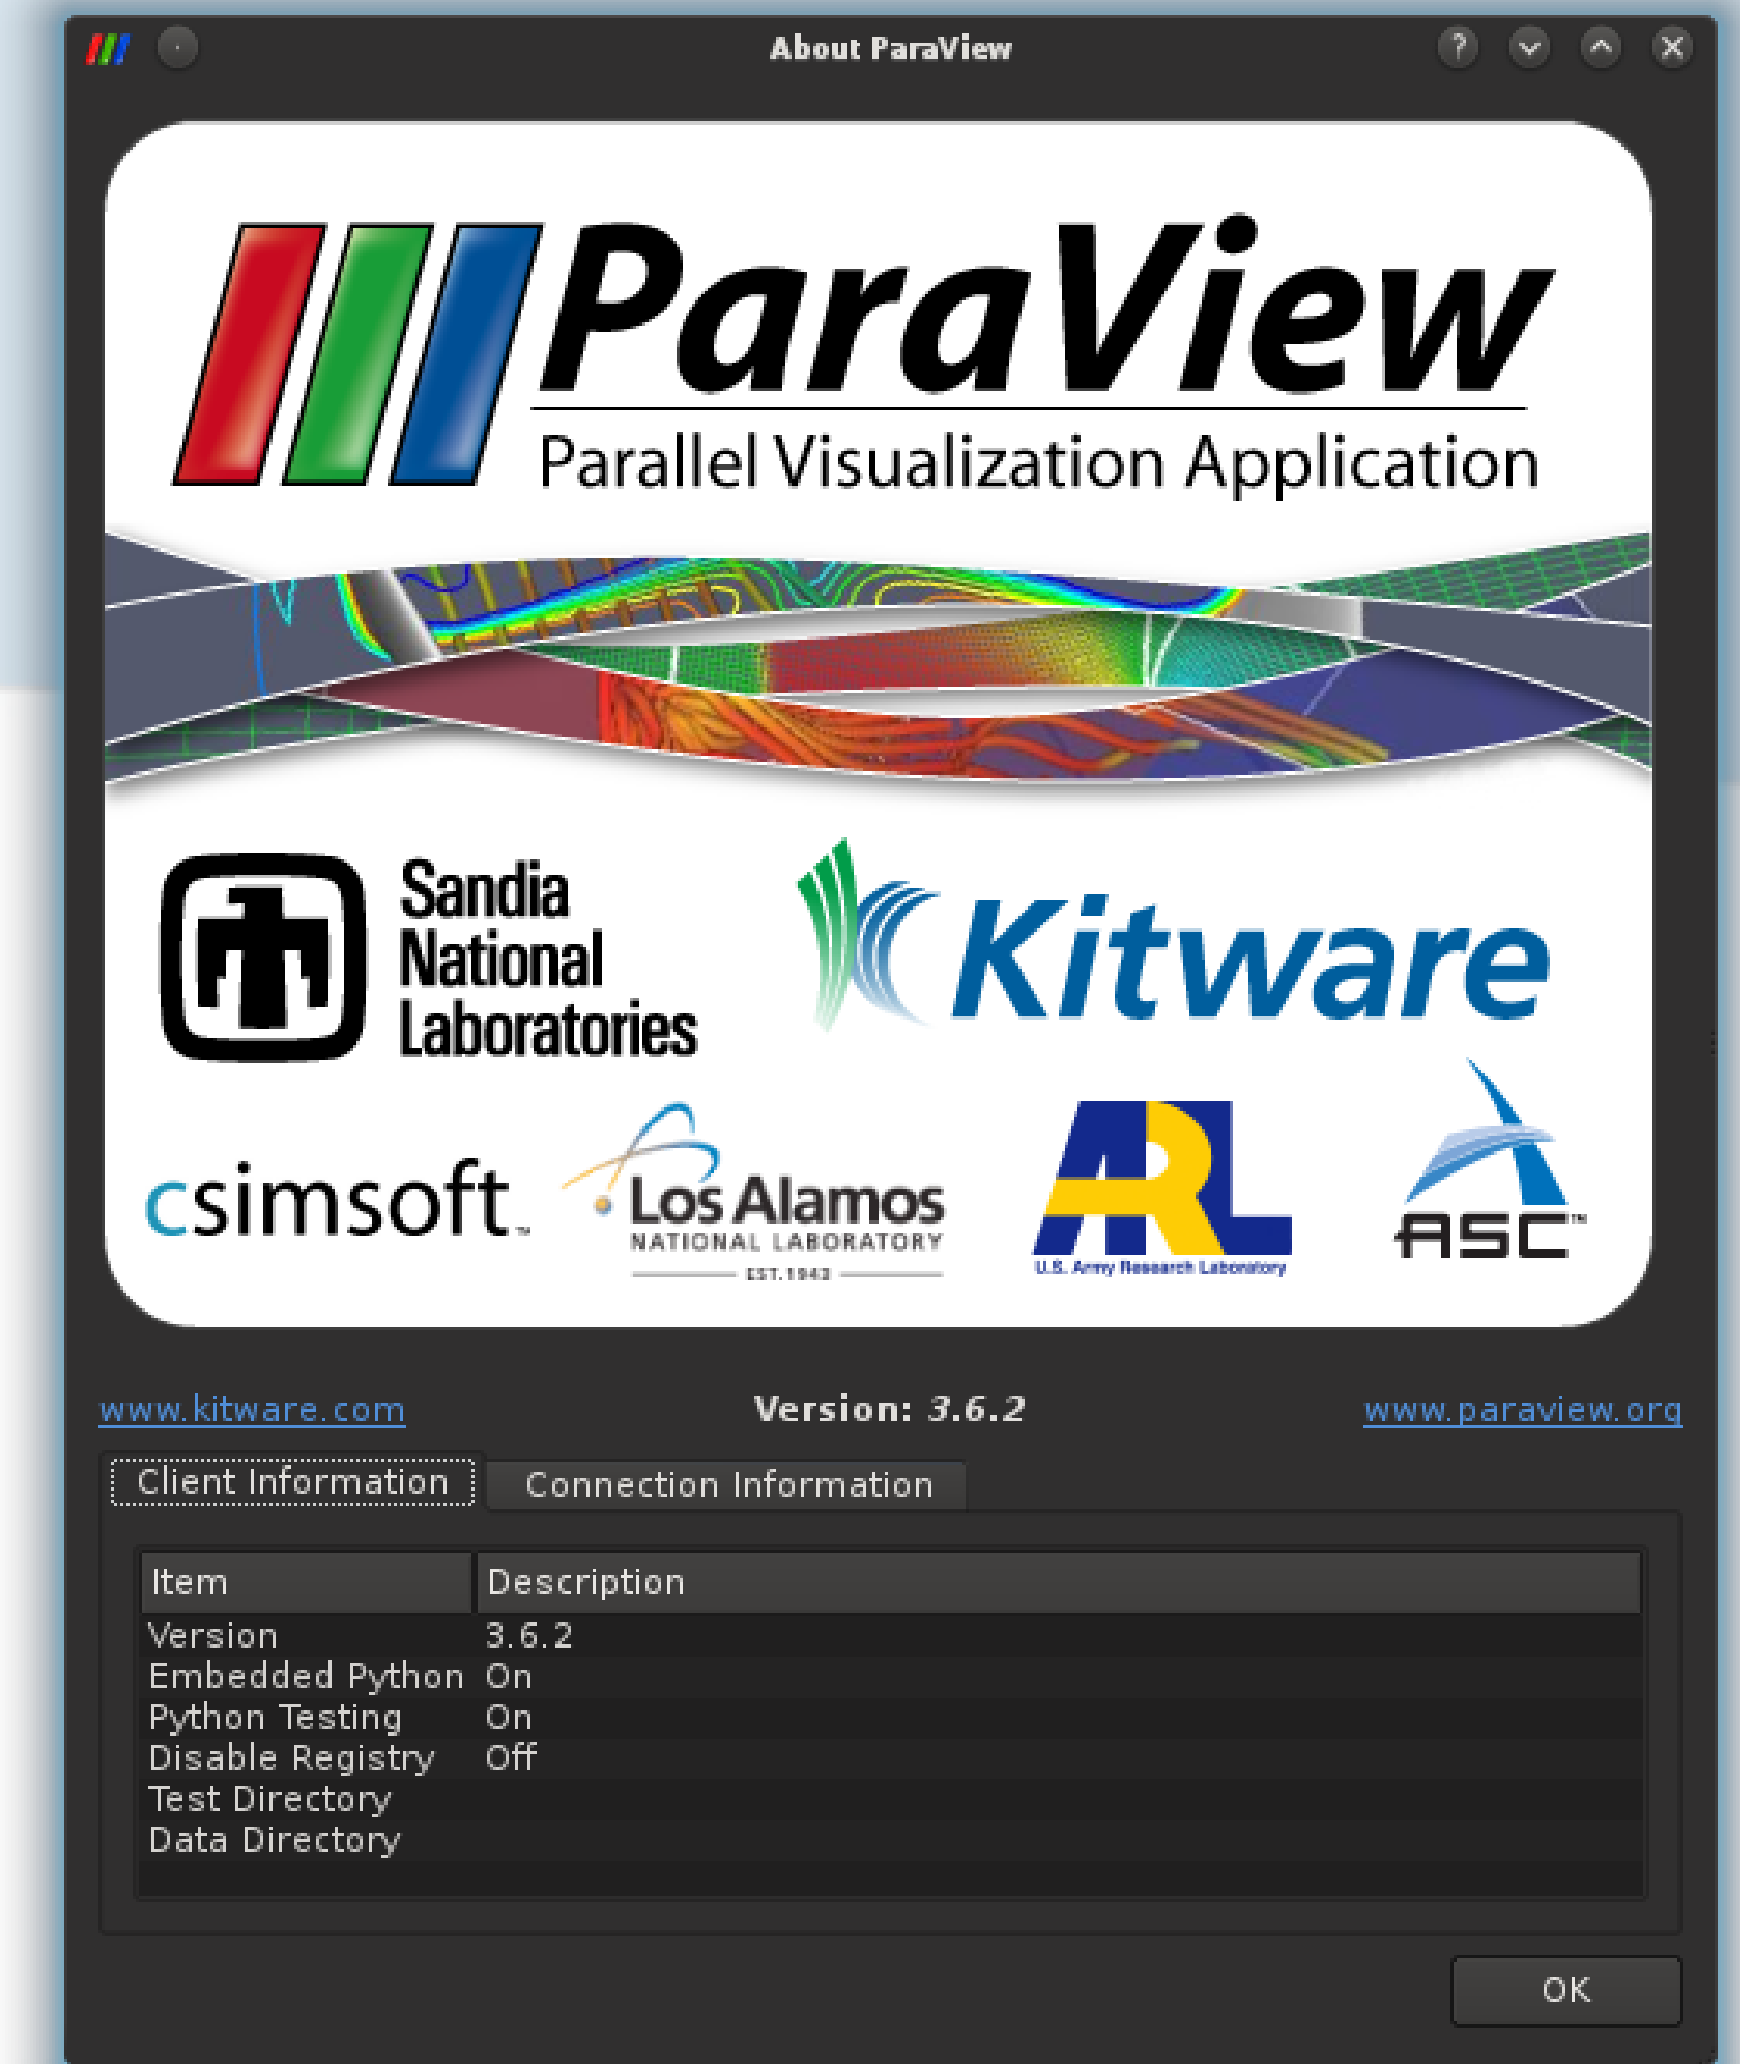 About ParaView
ParaView
Parallel Visualization Application
Sandia
National
Laboratories
Kitware
csimsoft™
Los Alamos
NATIONAL LABORATORY
EST. 1943
ARL
U.S. Army Research Laboratory
ASC™
www.kitware.com
Version: 3.6.2
www.paraview.org
Client Information
Connection Information
Item Description
Version 3.6.2
Embedded Python On
Python Testing On
Disable Registry Off
Test Directory
Data Directory
OK